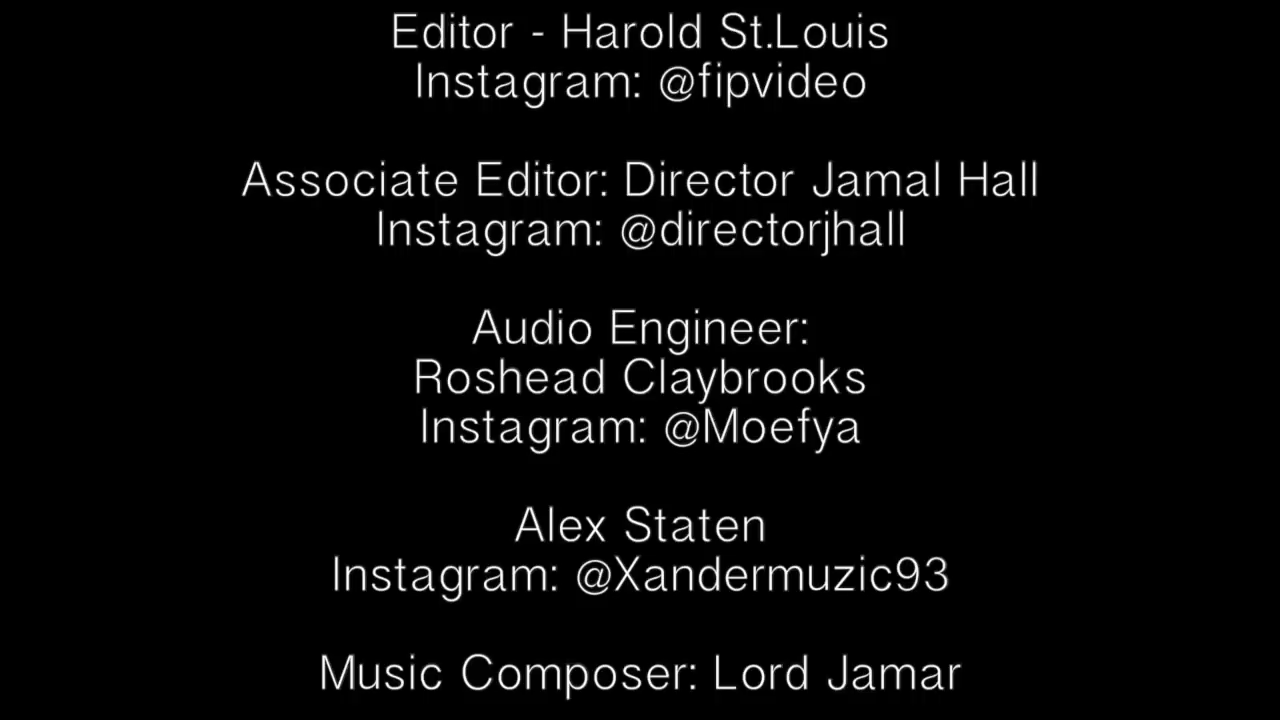 Editor - Harold St.Louis
Instagram: @fipvideo
Associate Editor: Director Jamal Hall
Instagram: @directorjhall
Audio Engineer:
Roshead Claybrooks
Instagram: @Moefya
Alex Staten
Instagram: @Xandermuzic93
Music Composer: Lord Jamar